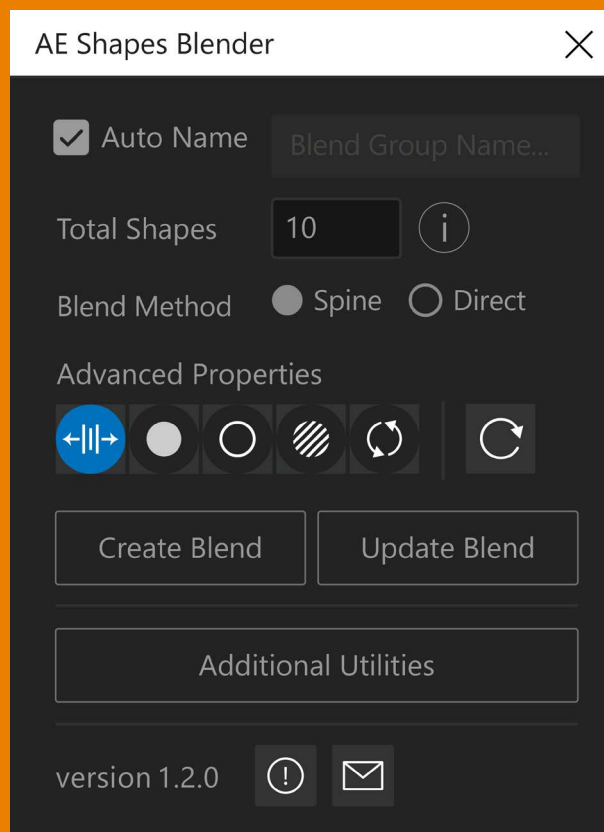 AE Shapes Blender
Auto Name Blend Group Name...
Total Shapes 10
Blend Method Spine Direct
Advanced Properties
Create Blend Update Blend
Additional Utilities
version 1.2.0